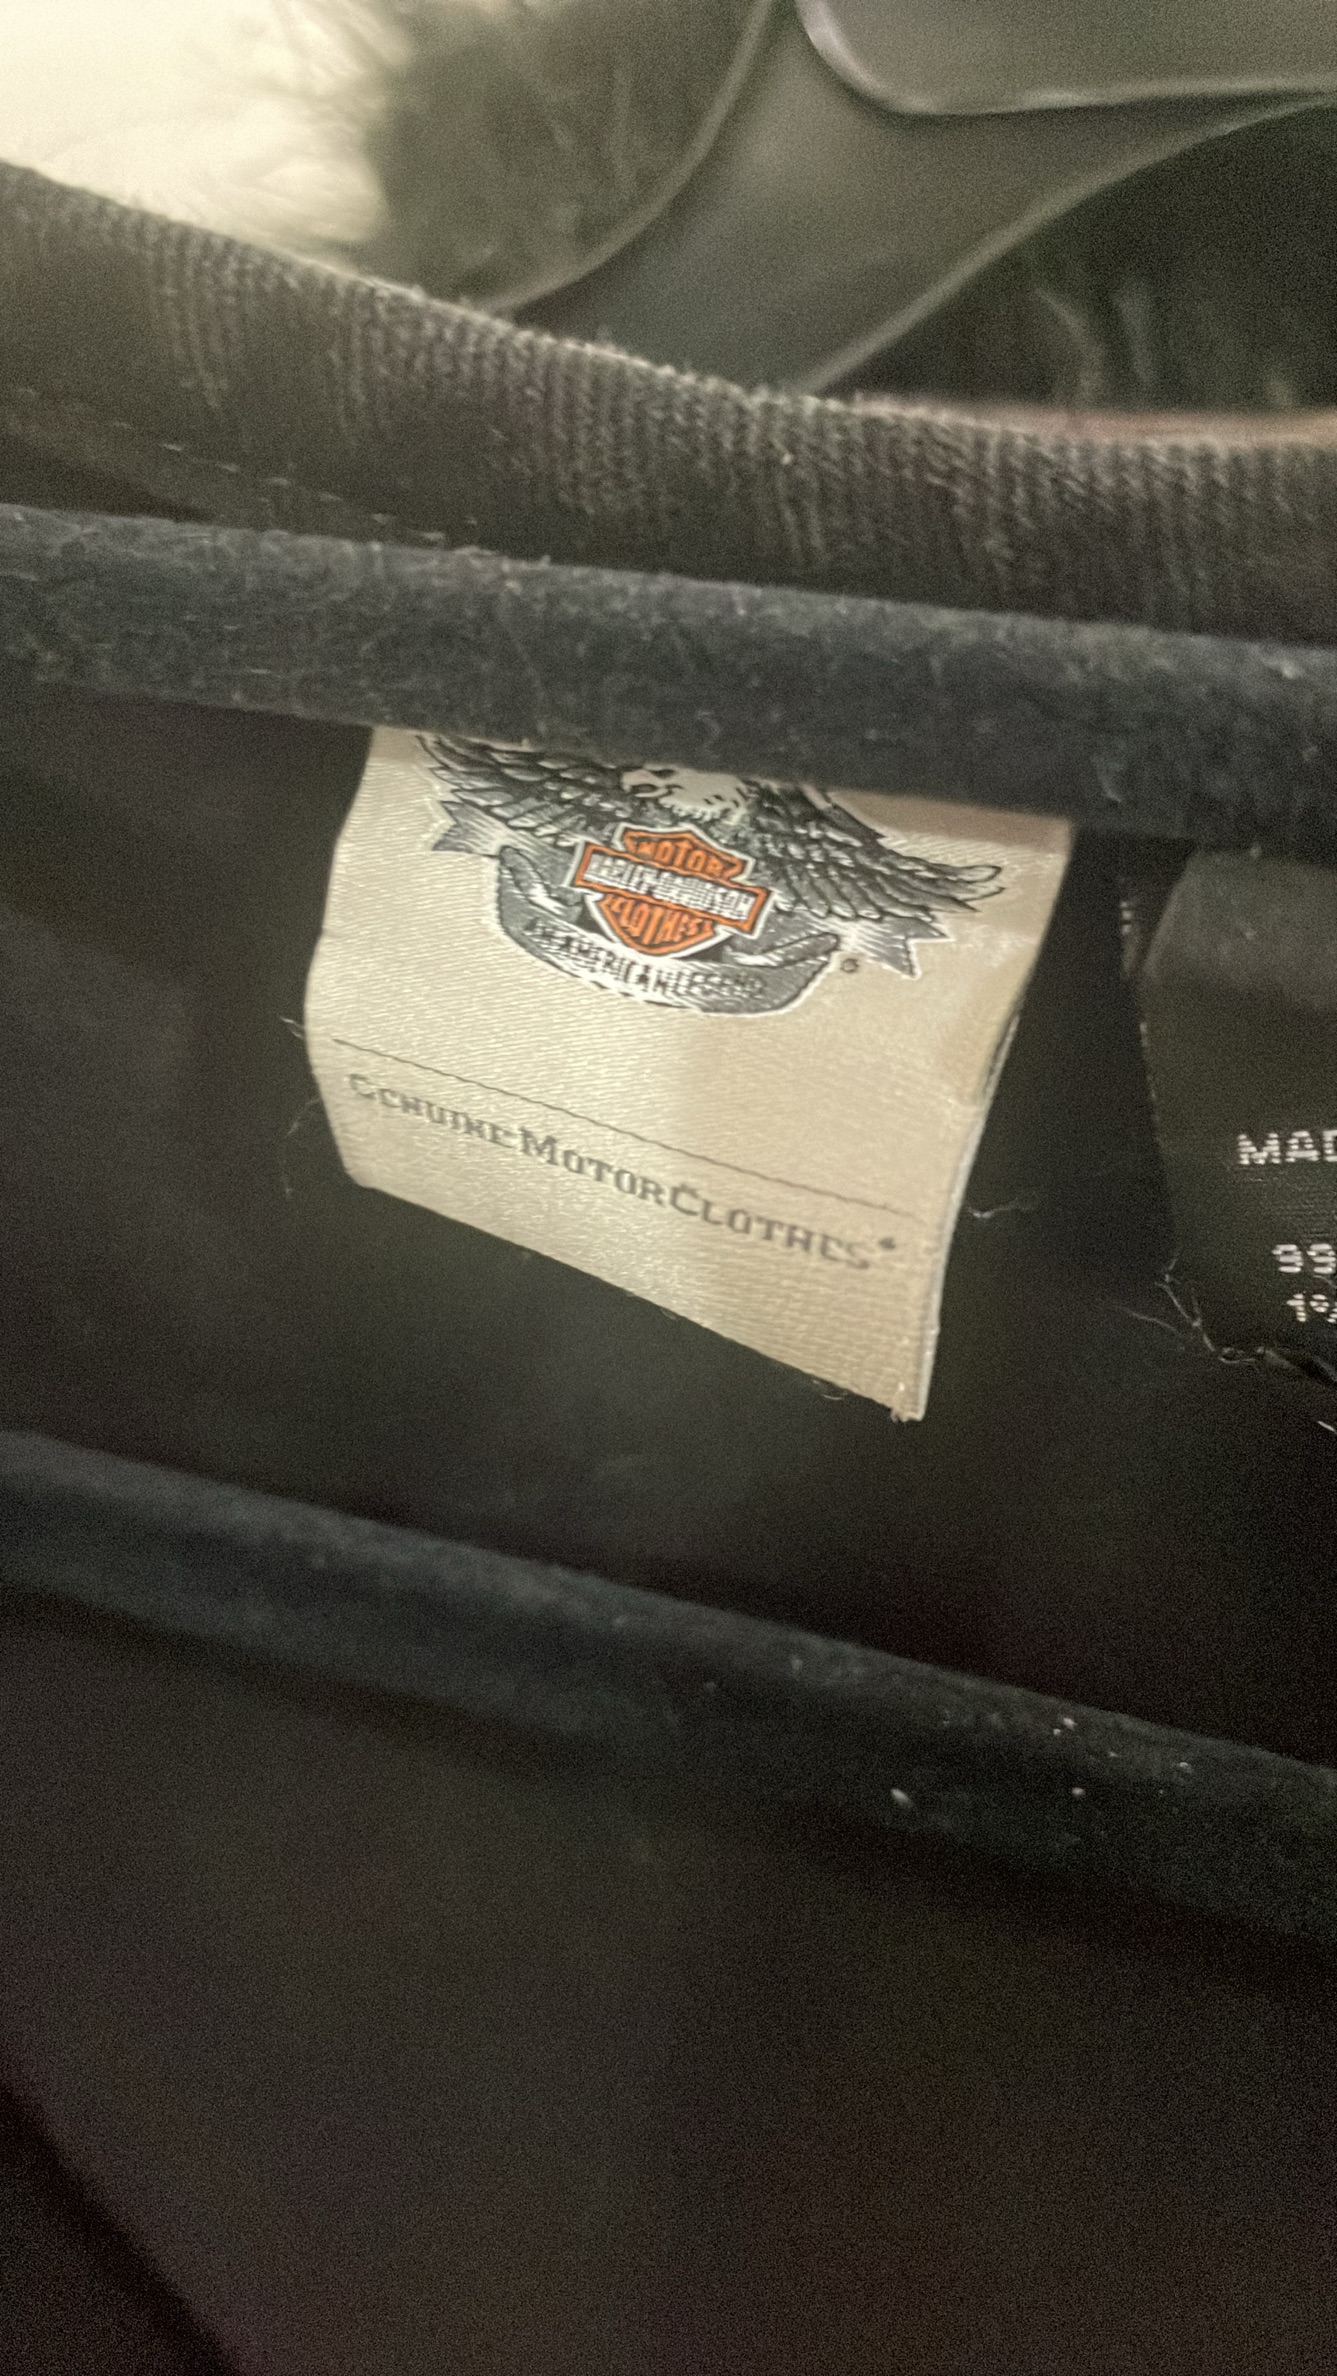 MOTOR
HARLEY-DAVIDSON
CLOTHES
AN AMERICAN LEGEND
®
GENUINE MOTORCLOTHES®
MAD
99
1%